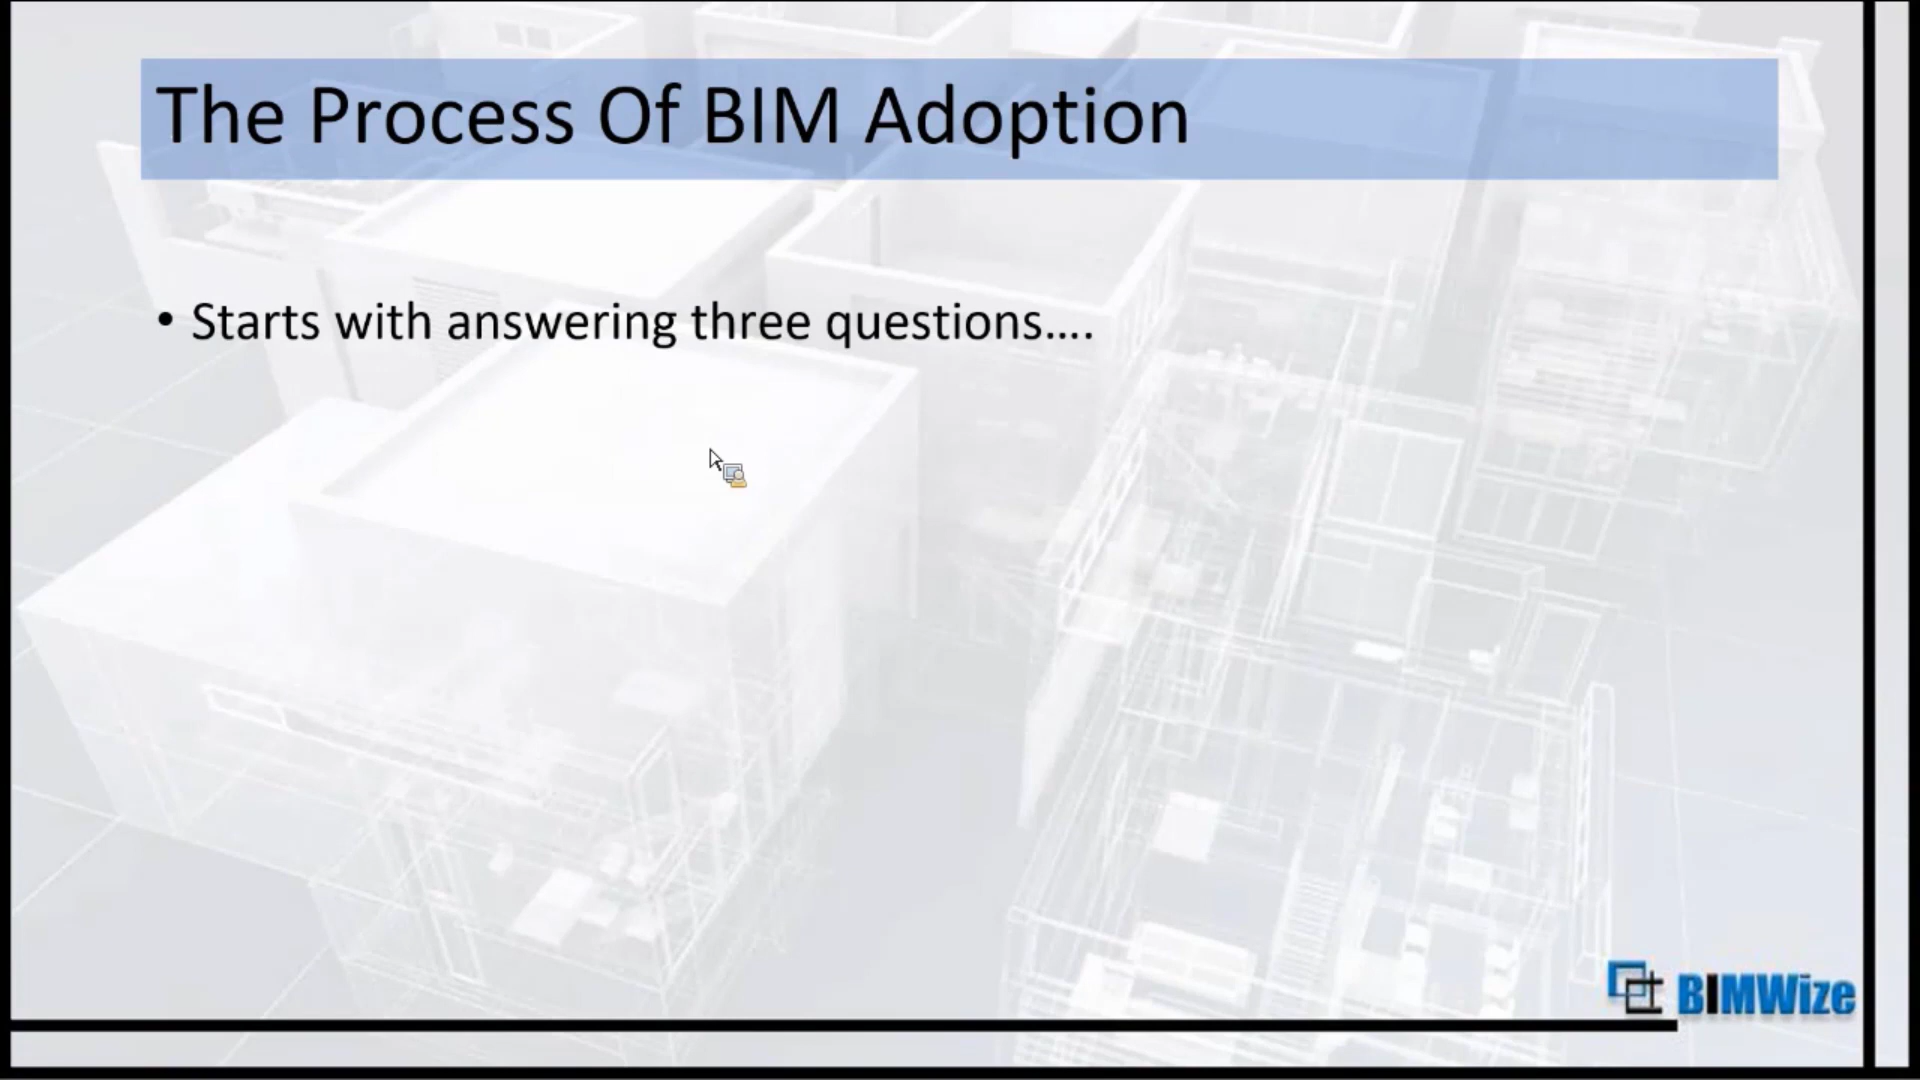 The Process Of BIM Adoption
• Starts with answering three questions....
BIMWize